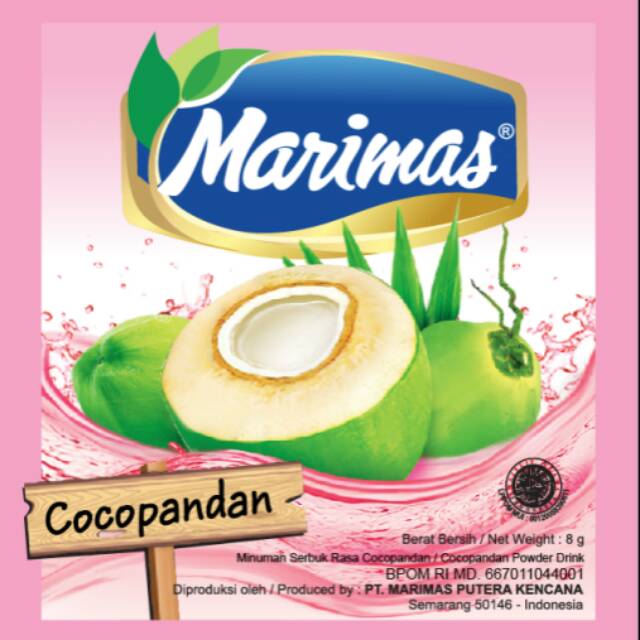 Marimas®
Cocopandan
Berat Bersih / Net Weight : 8 g
Minuman Serbuk Rasa Cocopandan / Cocopandan Powder Drink
BPOM RI MD. 667011044001
Diproduksi oleh / Produced by : PT. MARIMAS PUTERA KENCANA
Semarang 50146 - Indonesia